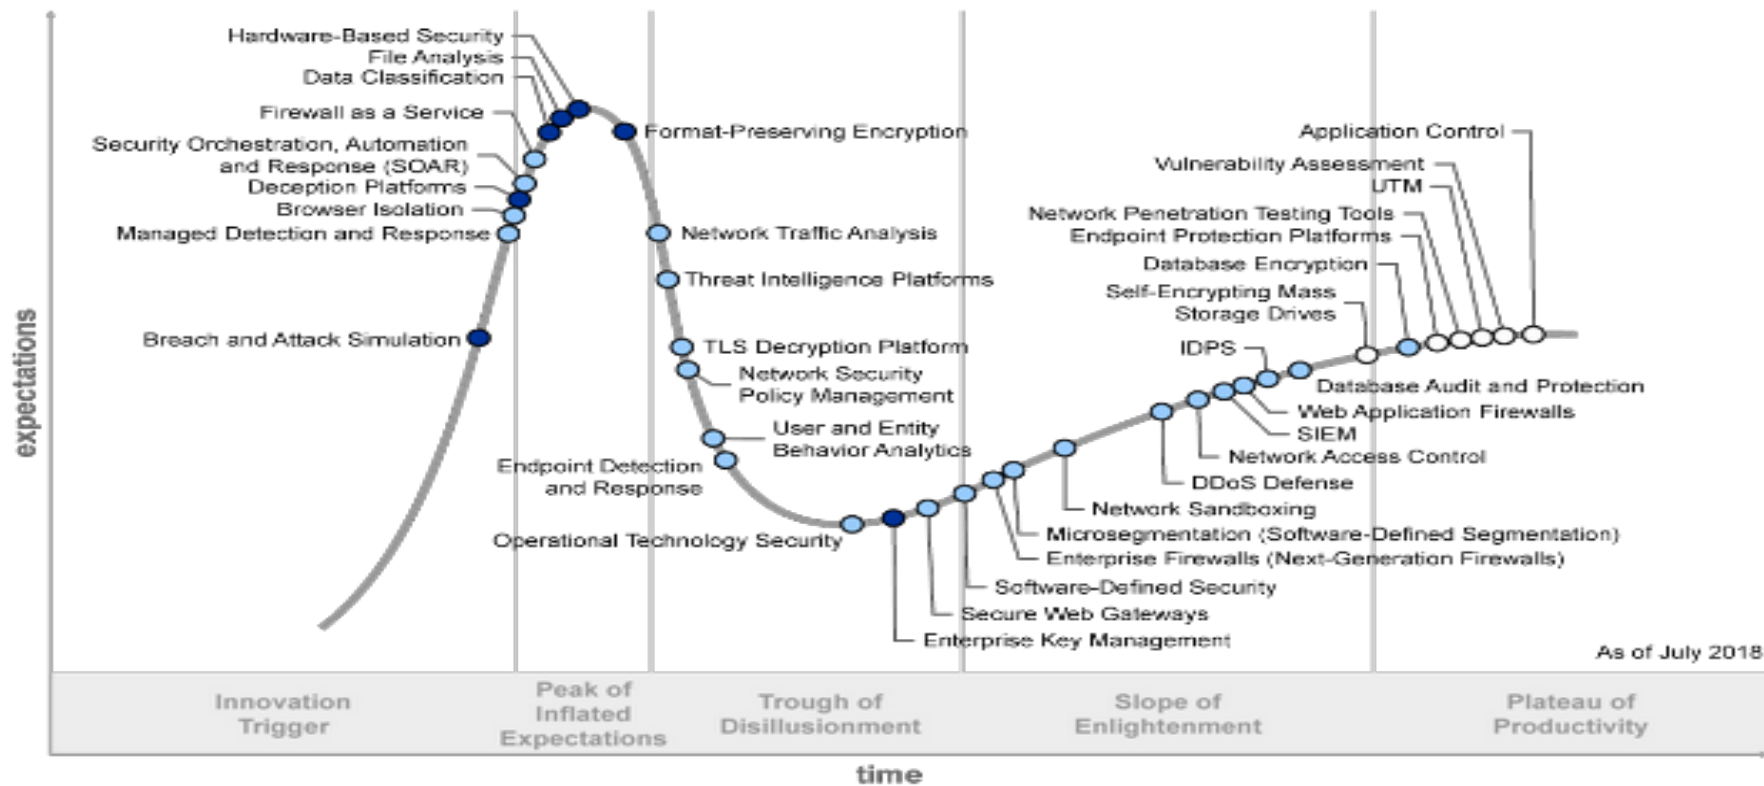 expectations
Hardware-Based Security
File Analysis
Data Classification
Firewall as a Service
Security Orchestration, Automation
and Response (SOAR)
Deception Platforms
Browser Isolation
Managed Detection and Response
Breach and Attack Simulation
Format-Preserving Encryption
Network Traffic Analysis
Threat Intelligence Platforms
TLS Decryption Platform
Network Security
Policy Management
User and Entity
Behavior Analytics
Endpoint Detection
and Response
Operational Technology Security
Application Control
Vulnerability Assessment
UTM
Network Penetration Testing Tools
Endpoint Protection Platforms
Database Encryption
Self-Encrypting Mass
Storage Drives
IDPS
Database Audit and Protection
Web Application Firewalls
SIEM
Network Access Control
DDoS Defense
Network Sandboxing
Microsegmentation (Software-Defined Segmentation)
Enterprise Firewalls (Next-Generation Firewalls)
Software-Defined Security
Secure Web Gateways
Enterprise Key Management
As of July 2018
Innovation
Trigger
Peak of
Inflated
Expectations
Trough of
Disillusionment
Slope of
Enlightenment
Plateau of
Productivity
time